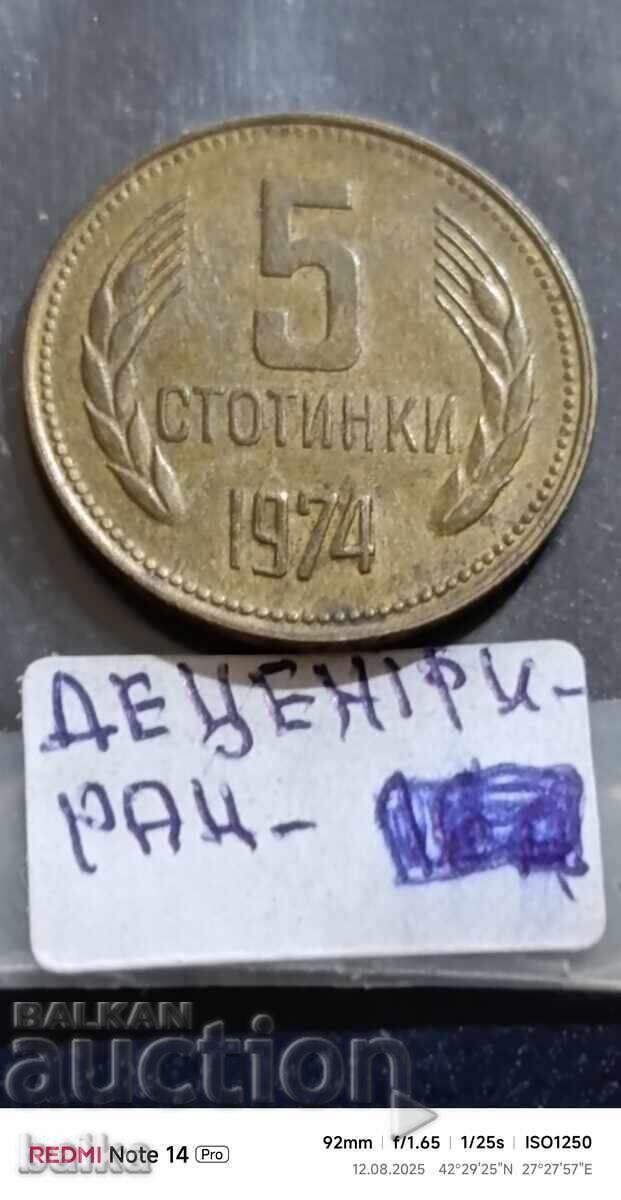 5
СТОТИНКИ
1974
ДЕЦЕНТРИ-
РАН-
BALKAN
auction
balka
REDMI Note 14 Pro
92mm | f/1.65 | 1/25s | ISO1250
12.08.2025 42°29'25"N 27°27'57"E